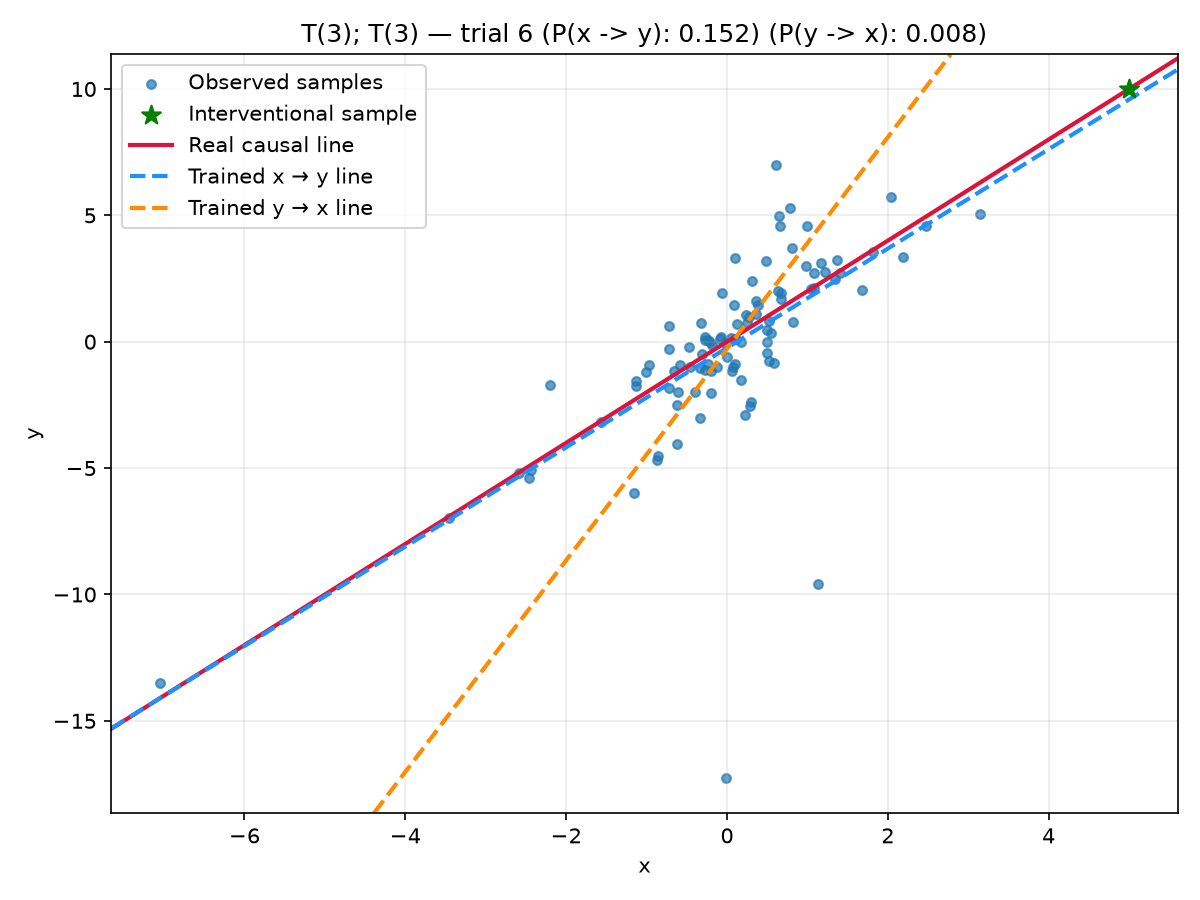 T(3); T(3) — trial 6 (P(x -> y): 0.152) (P(y -> x): 0.008)
Observed samples
Interventional sample
Real causal line
Trained x → y line
Trained y → x line
10
5
0
−5
−10
−15
y
−6
−4
−2
0
2
4
x